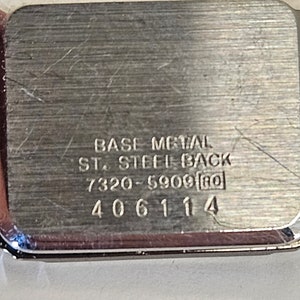 BASE METAL
ST. STEEL BACK
7320-5909 RO
406114